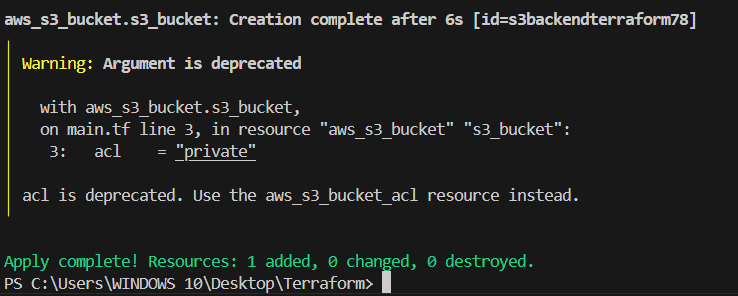 aws_s3_bucket.s3_bucket: Creation complete after 6s [id=s3backendterraform78]
Warning: Argument is deprecated
with aws_s3_bucket.s3_bucket,
on main.tf line 3, in resource "aws_s3_bucket" "s3_bucket":
3:   acl    = "private"
acl is deprecated. Use the aws_s3_bucket_acl resource instead.
Apply complete! Resources: 1 added, 0 changed, 0 destroyed.
PS C:\Users\WINDOWS 10\Desktop\Terraform>